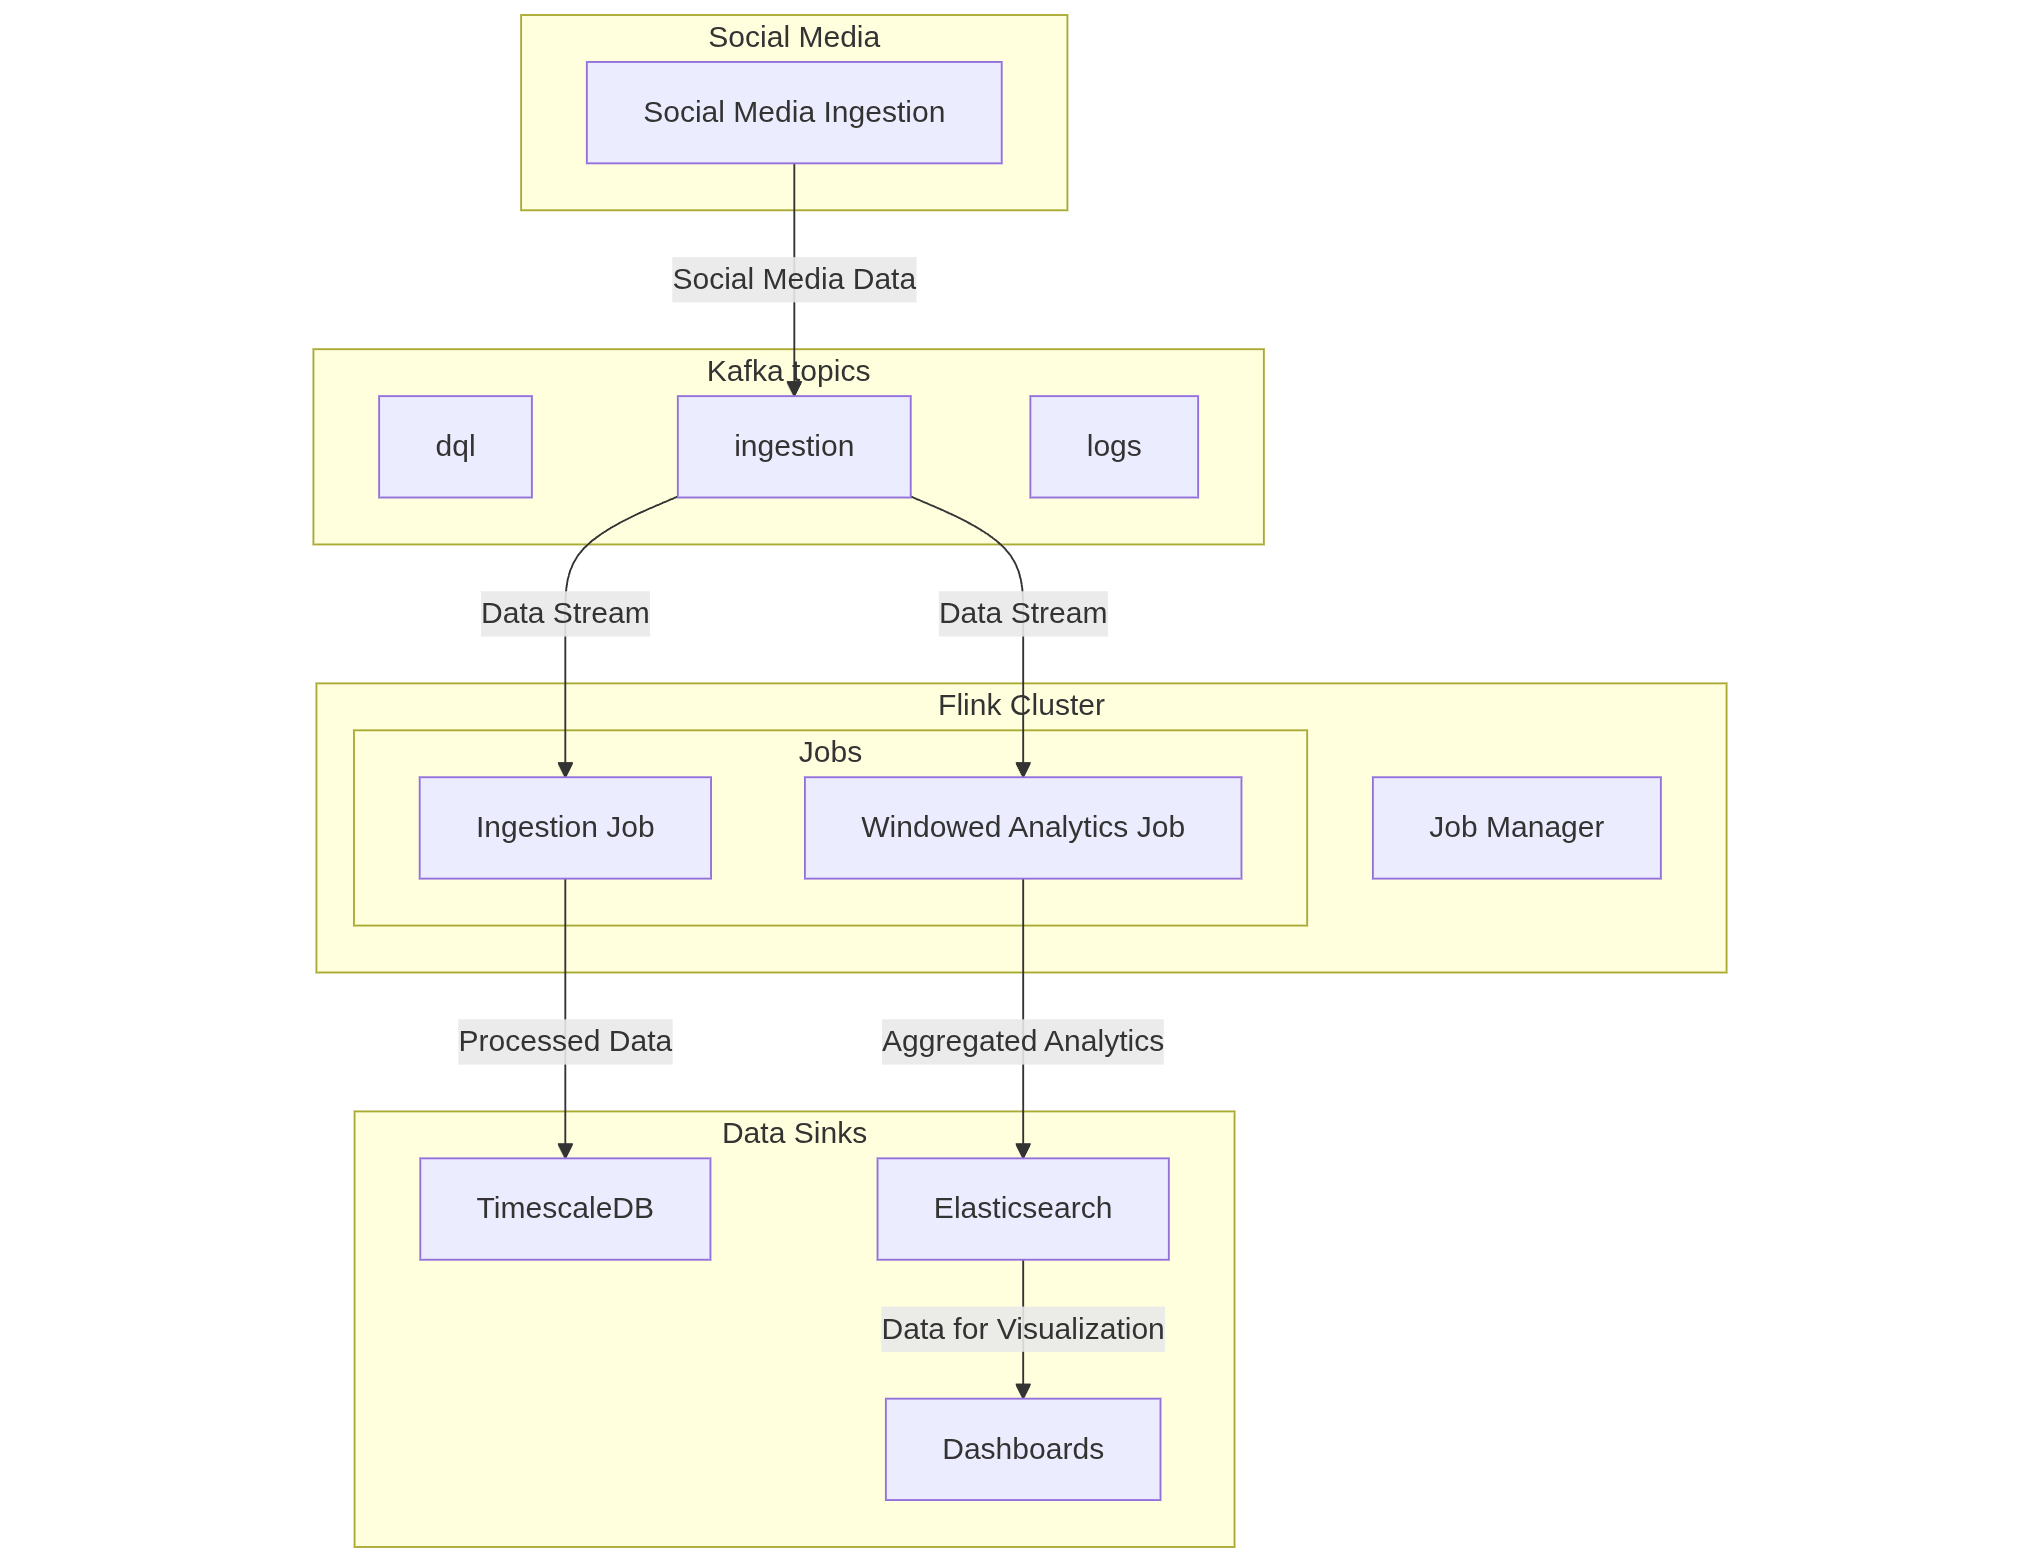 Social Media
Social Media Ingestion
Social Media Data
Kafka topics
dql
ingestion
logs
Data Stream
Data Stream
Flink Cluster
Jobs
Ingestion Job
Windowed Analytics Job
Job Manager
Processed Data
Aggregated Analytics
Data Sinks
TimescaleDB
Elasticsearch
Data for Visualization
Dashboards